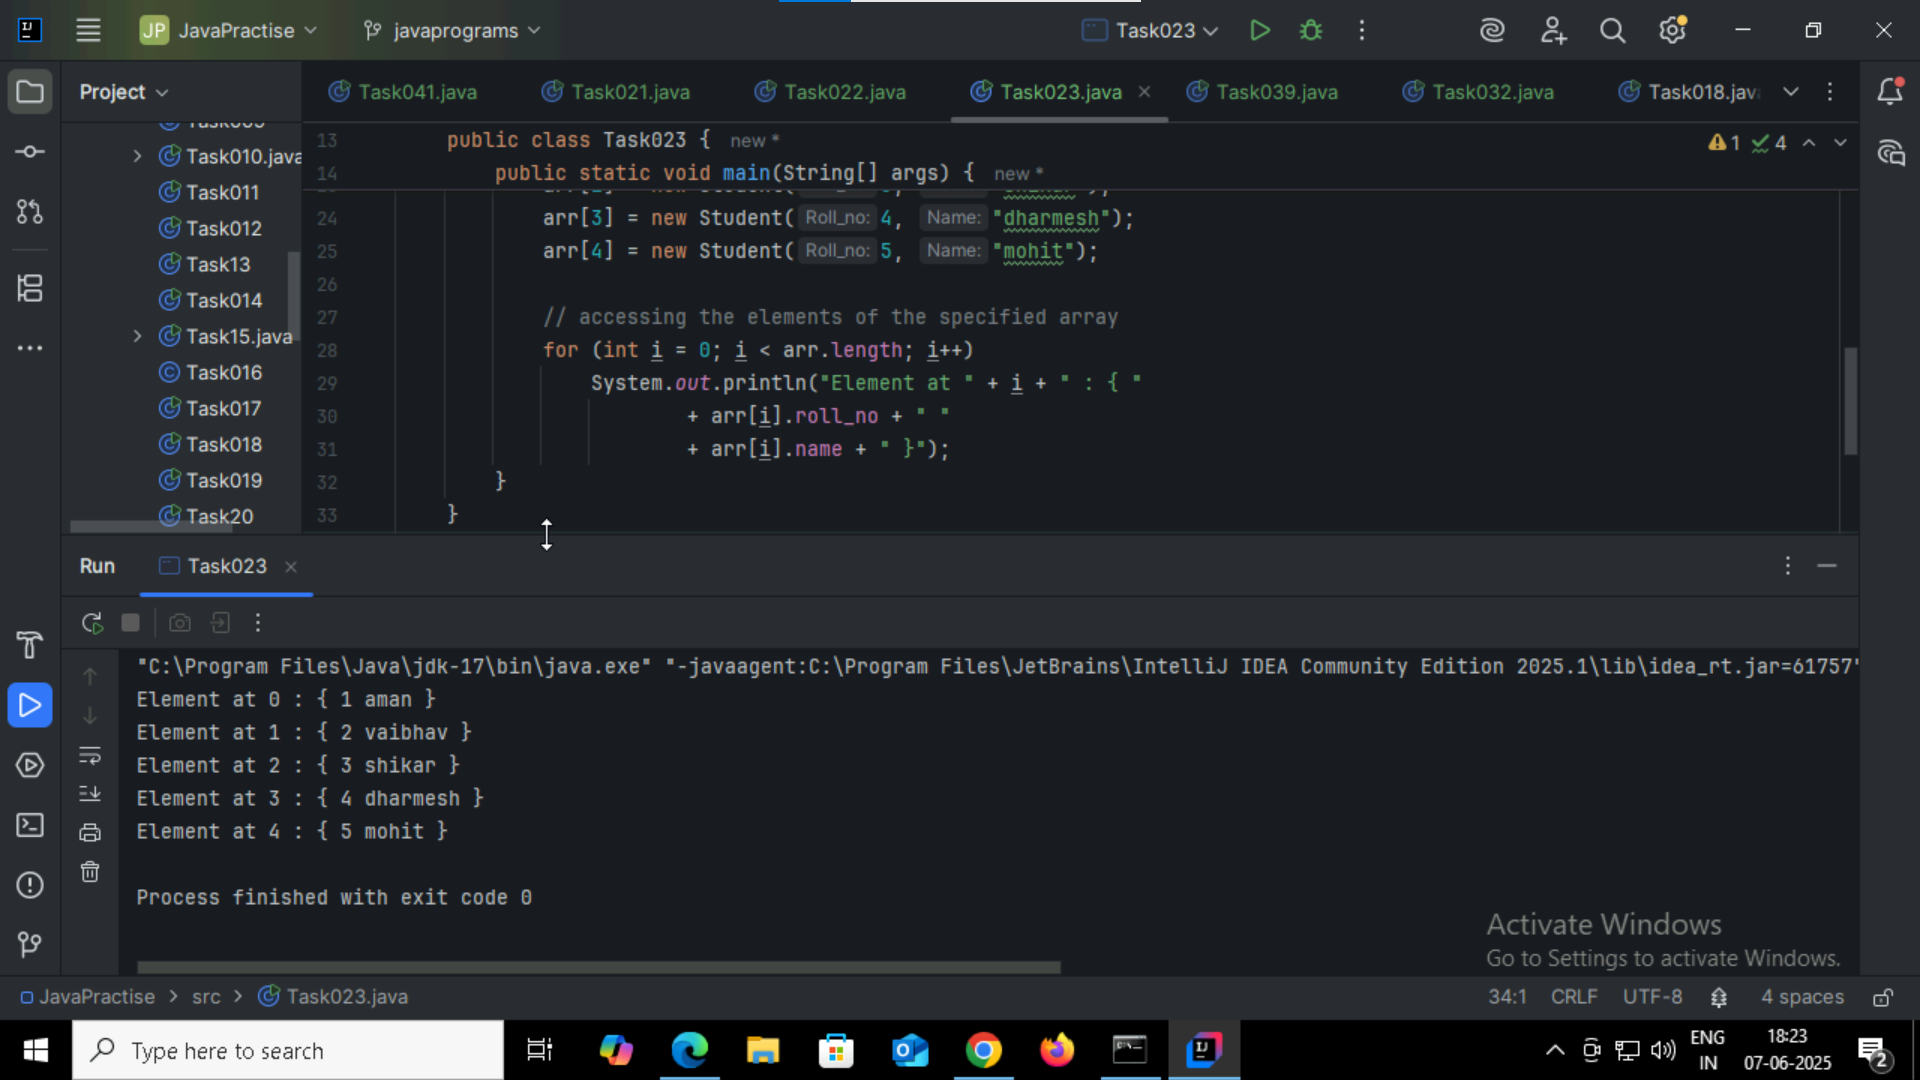 JP JavaPractise javaprograms Task023
Project
Task041.java Task021.java Task022.java Task023.java Task039.java Task032.java Task018.jav
Task010.java
Task011
Task012
Task13
Task014
Task15.java
Task016
Task017
Task018
Task019
Task20
13 public class Task023 { new *
14 public static void main(String[] args) { new *
1 4
24 arr[3] = new Student( Roll_no: 4, Name: "dharmesh");
25 arr[4] = new Student( Roll_no: 5, Name: "mohit");
26
27 // accessing the elements of the specified array
28 for (int i = 0; i < arr.length; i++)
29 System.out.println("Element at " + i + " : { "
30 + arr[i].roll_no + " "
31 + arr[i].name + " }");
32 }
33 }
Run Task023
"C:\Program Files\Java\jdk-17\bin\java.exe" "-javaagent:C:\Program Files\JetBrains\IntelliJ IDEA Community Edition 2025.1\lib\idea_rt.jar=61757"
Element at 0 : { 1 aman }
Element at 1 : { 2 vaibhav }
Element at 2 : { 3 shikar }
Element at 3 : { 4 dharmesh }
Element at 4 : { 5 mohit }
Process finished with exit code 0
Activate Windows
Go to Settings to activate Windows.
JavaPractise > src > Task023.java
34:1 CRLF UTF-8 4 spaces
Type here to search
ENG
IN
18:23
07-06-2025
2